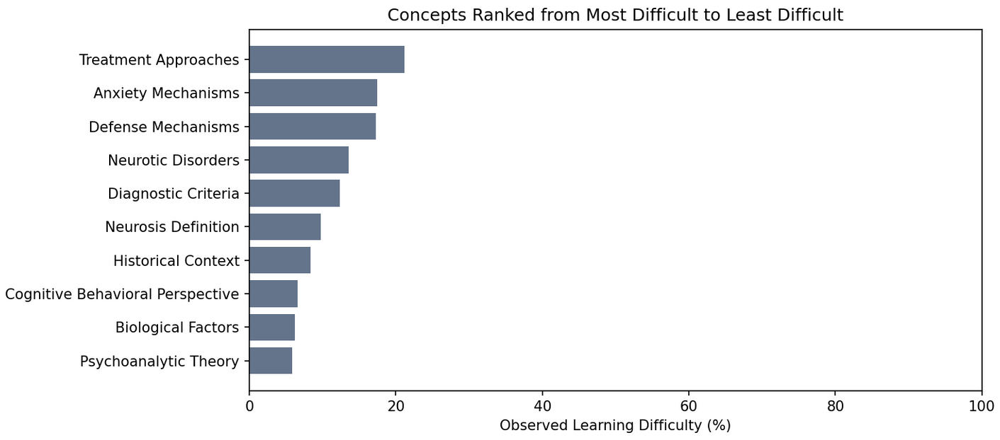 Concepts Ranked from Most Difficult to Least Difficult
Treatment Approaches
Anxiety Mechanisms
Defense Mechanisms
Neurotic Disorders
Diagnostic Criteria
Neurosis Definition
Historical Context
Cognitive Behavioral Perspective
Biological Factors
Psychoanalytic Theory
0 20 40 60 80 100
Observed Learning Difficulty (%)